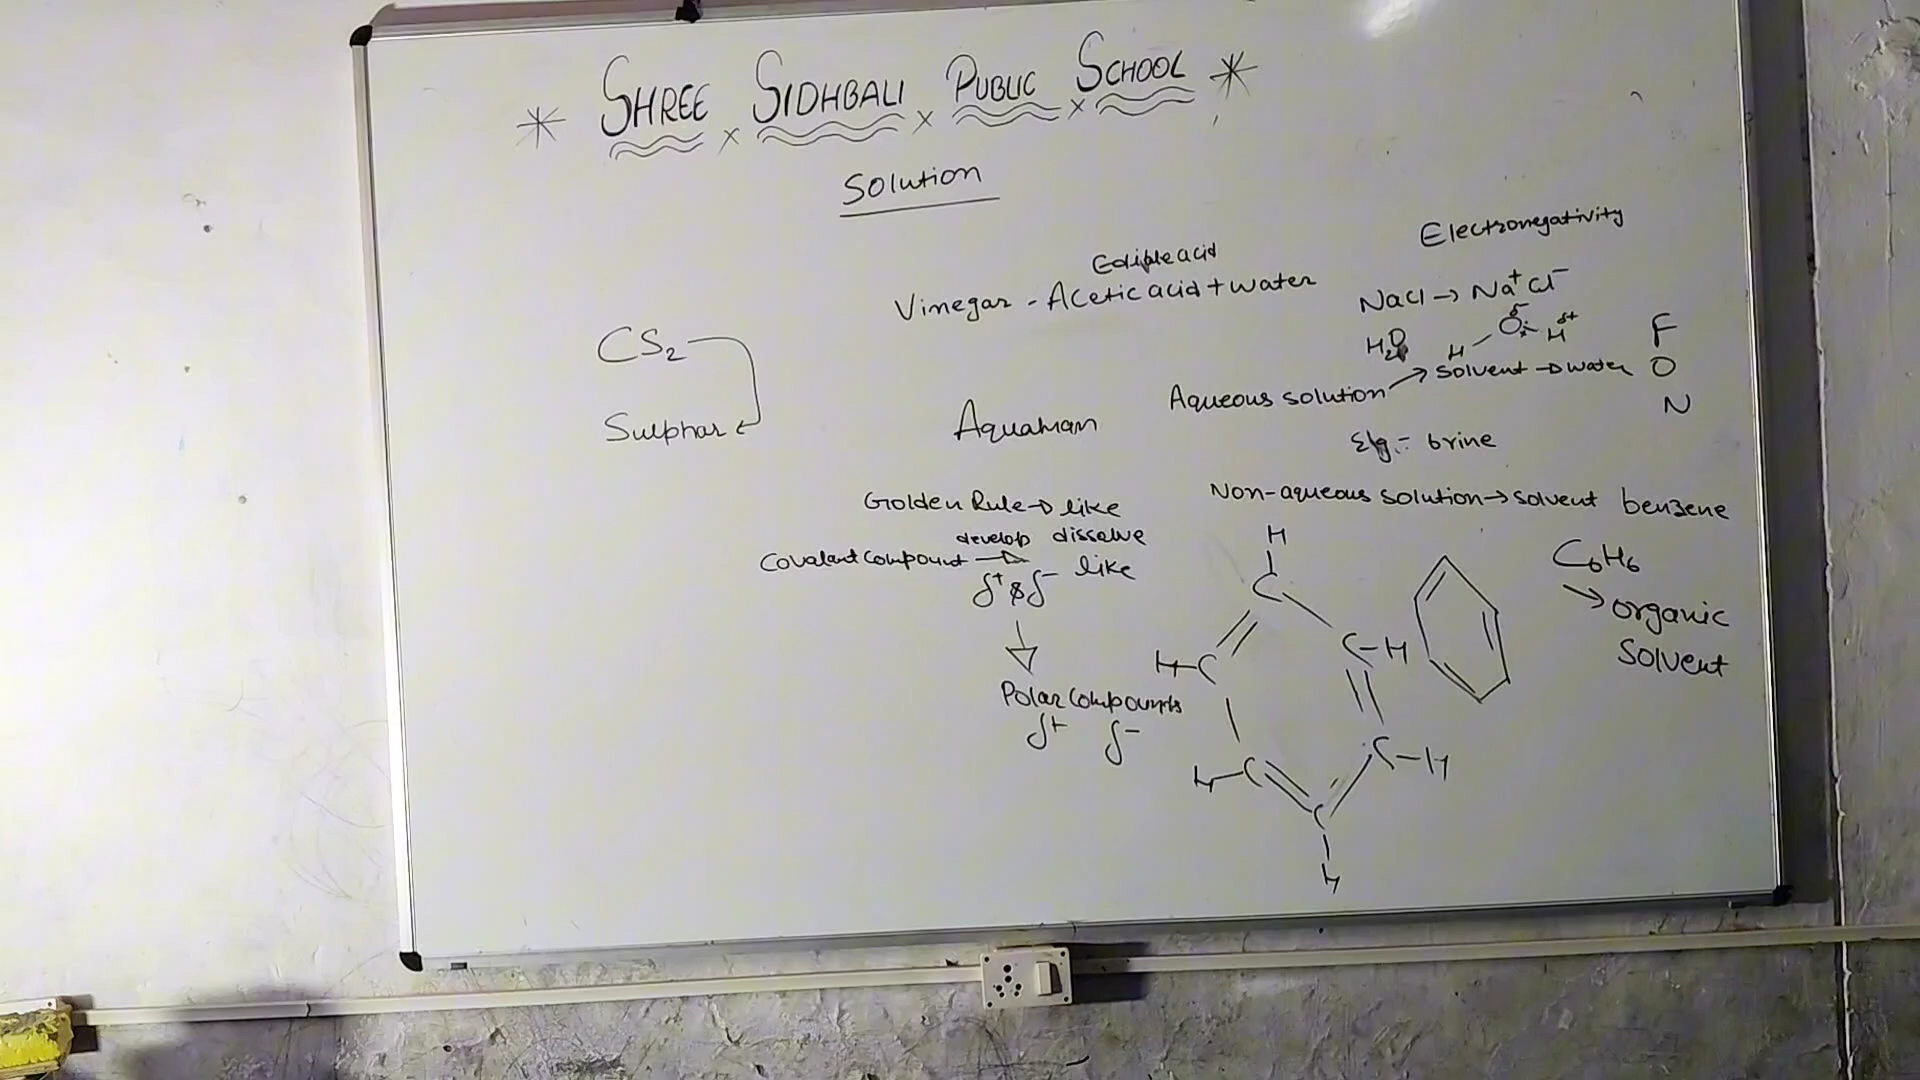 * SHREE x SIDHBALI x PUBLIC x SCHOOL *
Solution
Electronegativity
Edible acid
Vinegar - Acetic acid + water
NaCl → Na⁺ Cl⁻
CS₂
Sulphar
H₂O
H O δ- H δ+
F
O
N
Aqueous solution → Solvent → water
Aquaman
E/g.:- brine
Non-aqueous solution → solvent benzene
Golden Rule → like
dissolve
like
Covalent compound develop →
δ⁺ & δ⁻
Polar Compounds
δ⁺ δ⁻
C₆H₆
→ organic
Solvent
H
C
H-C C-H
H-C C-H
C
H